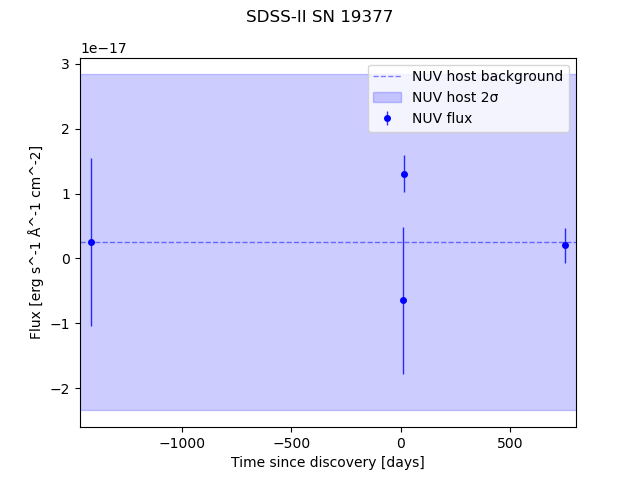 SDSS-II SN 19377
1e−17
NUV host background
NUV host 2σ
NUV flux
3
2
1
0
−1
−2
Flux [erg s^-1 Å^-1 cm^-2]
−1000
−500
0
500
Time since discovery [days]